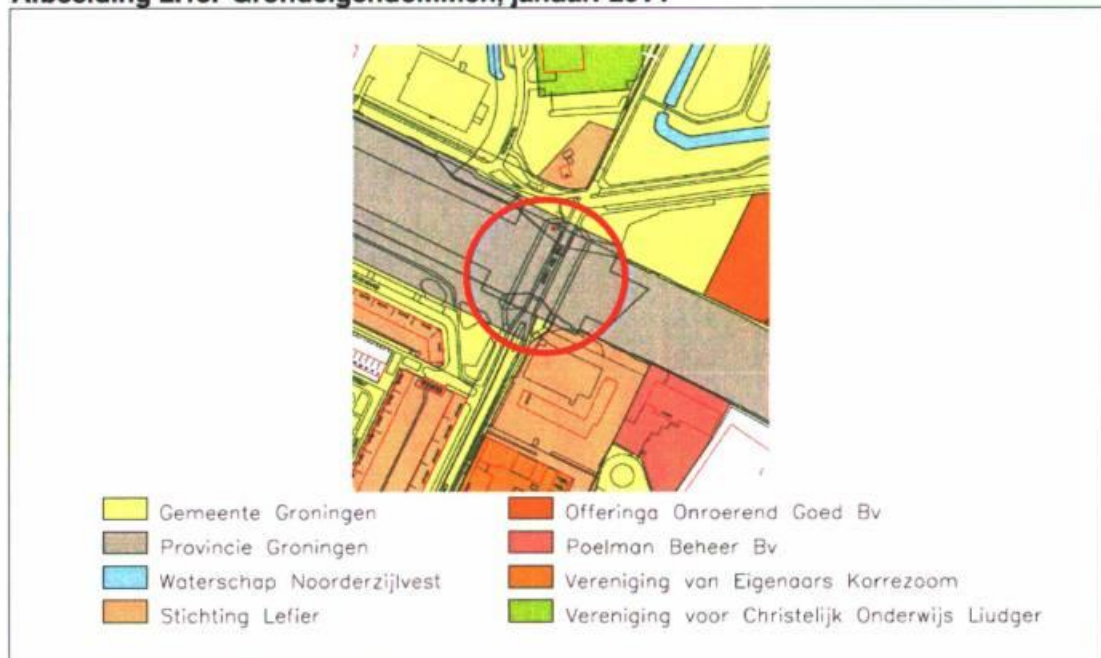 Gemeente Groningen
Provincie Groningen
Waterschap Noorderzijlvest
Stichting Lefier
Offeringa Onroerend Goed Bv
Poelman Beheer Bv
Vereniging van Eigenaars Korrezoom
Vereniging voor Christelijk Onderwijs Liudger